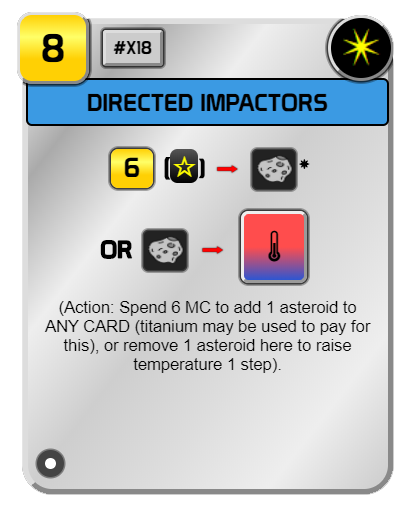 8
#X18
DIRECTED IMPACTORS
6 ( ) *
OR
(Action: Spend 6 MC to add 1 asteroid to
ANY CARD (titanium may be used to pay for
this), or remove 1 asteroid here to raise
temperature 1 step).